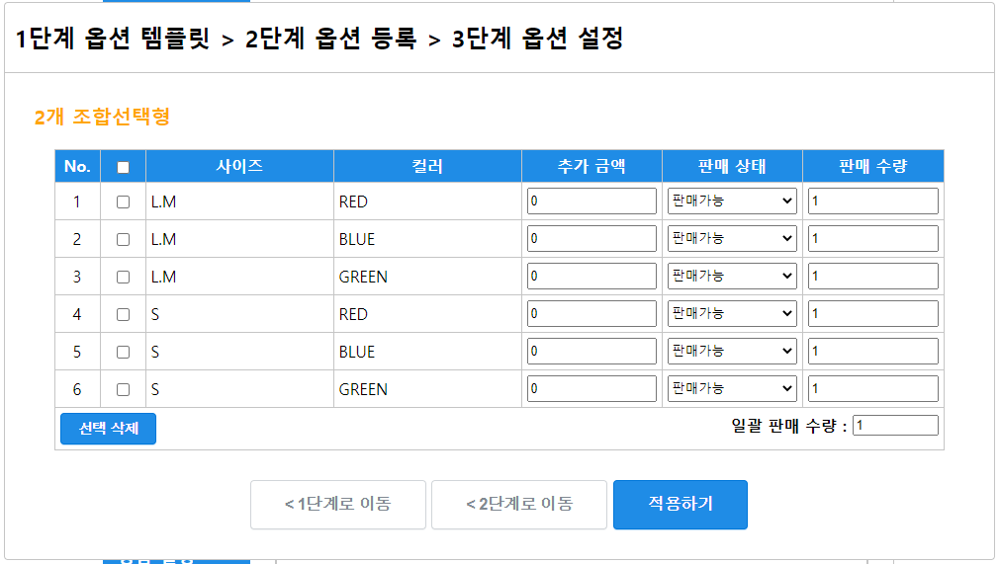 1단계 옵션 템플릿 > 2단계 옵션 등록 > 3단계 옵션 설정
2개 조합선택형
No. 사이즈 컬러 추가 금액 판매 상태 판매 수량
1 L.M RED 0 판매가능 1
2 L.M BLUE 0 판매가능 1
3 L.M GREEN 0 판매가능 1
4 S RED 0 판매가능 1
5 S BLUE 0 판매가능 1
6 S GREEN 0 판매가능 1
선택 삭제 일괄 판매 수량 : 1
< 1단계로 이동 < 2단계로 이동 적용하기